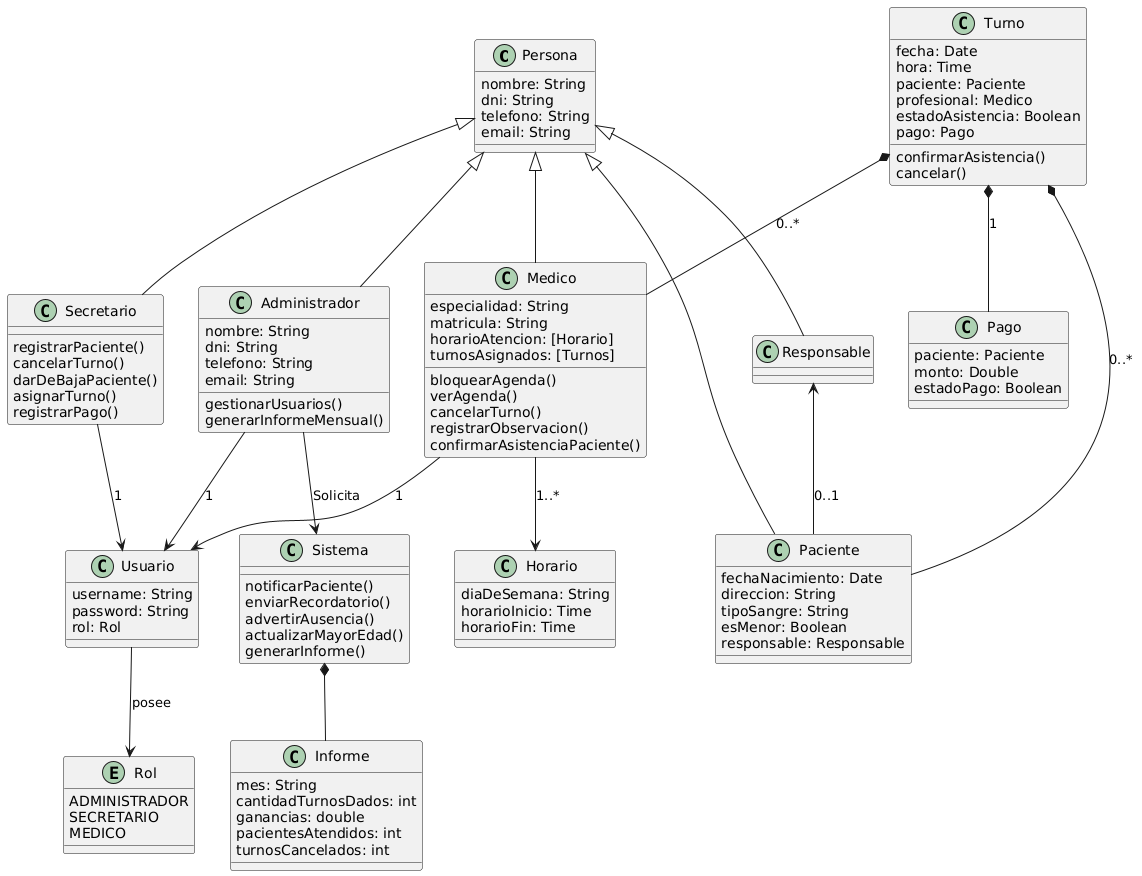 C Turno
fecha: Date
hora: Time
paciente: Paciente
profesional: Medico
estadoAsistencia: Boolean
pago: Pago
confirmarAsistencia()
cancelar()
C Persona
nombre: String
dni: String
telefono: String
email: String
0..*
1
0..*
C Secretario
registrarPaciente()
cancelarTurno()
darDeBajaPaciente()
asignarTurno()
registrarPago()
C Administrador
nombre: String
dni: String
telefono: String
email: String
gestionarUsuarios()
generarInformeMensual()
C Medico
especialidad: String
matricula: String
horarioAtencion: [Horario]
turnosAsignados: [Turnos]
bloquearAgenda()
verAgenda()
cancelarTurno()
registrarObservacion()
confirmarAsistenciaPaciente()
C Responsable
C Pago
paciente: Paciente
monto: Double
estadoPago: Boolean
1
1
Solicita
1
1..*
0..1
C Usuario
username: String
password: String
rol: Rol
C Sistema
notificarPaciente()
enviarRecordatorio()
advertirAusencia()
actualizarMayorEdad()
generarInforme()
C Horario
diaDeSemana: String
horarioInicio: Time
horarioFin: Time
C Paciente
fechaNacimiento: Date
direccion: String
tipoSangre: String
esMenor: Boolean
responsable: Responsable
posee
E Rol
ADMINISTRADOR
SECRETARIO
MEDICO
C Informe
mes: String
cantidadTurnosDados: int
ganancias: double
pacientesAtendidos: int
turnosCancelados: int